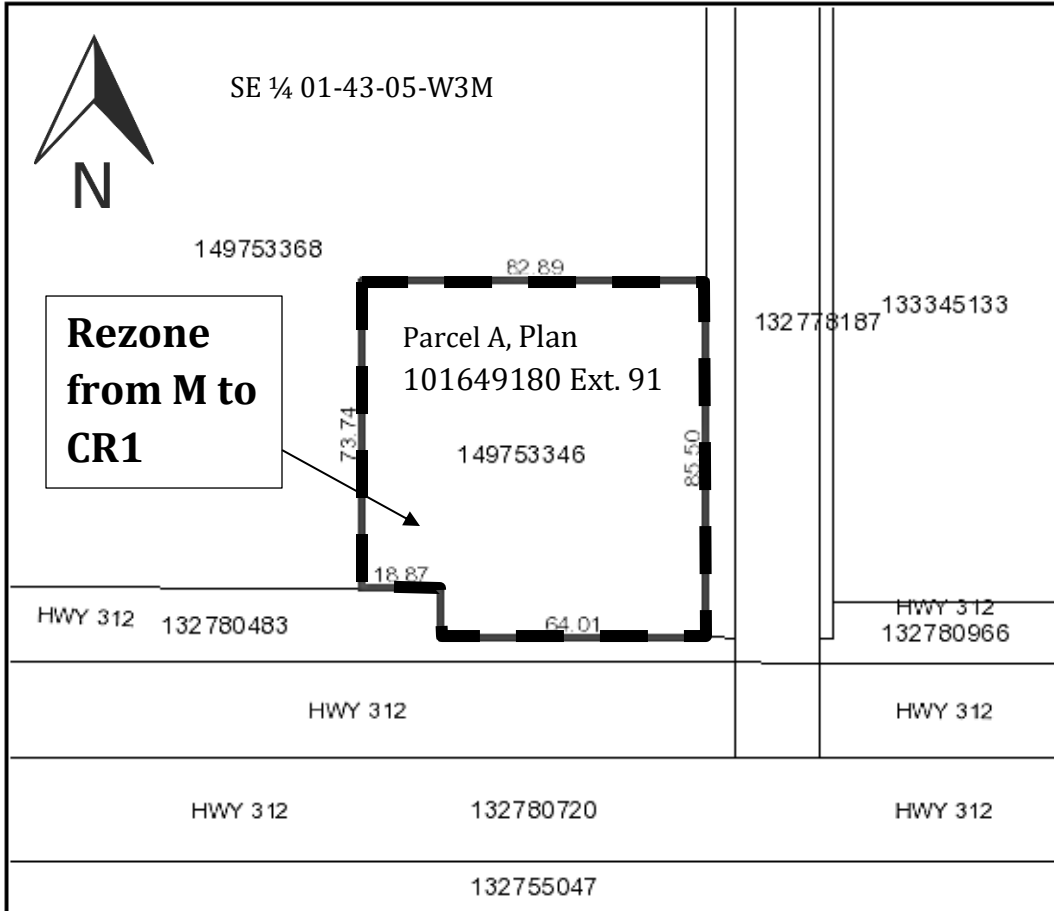 SE ¼ 01-43-05-W3M
N
149753368
82.89
Rezone
from M to
CR1
Parcel A, Plan
101649180 Ext. 91
132778187
133345133
73.74
149753346
85.50
18.87
HWY 312
132780483
64.01
HWY 312
132780966
HWY 312
HWY 312
HWY 312
132780720
HWY 312
132755047